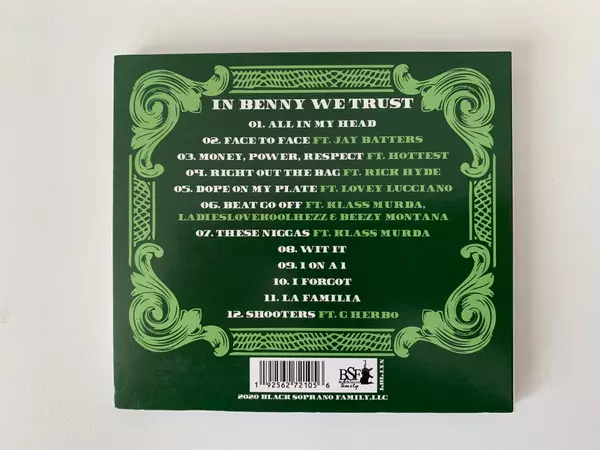 IN BENNY WE TRUST
01. ALL IN MY HEAD
02. FACE TO FACE FT. JAY BATTERS
03. MONEY, POWER, RESPECT FT. HOTTEST
04. RIGHT OUT THE BAG FT. RICK HYDE
05. DOPE ON MY PLATE FT. LOVEY LUCCIANO
06. BEAT GO OFF FT. KLASS MURDA,
LADIESLOVEKOOLHEZZ & BEEZY MONTANA
07. THESE NIGGAS FT. KLASS MURDA
08. WIT IT
09. 1 ON A 1
10. I FORGOT
11. LA FAMILIA
12. SHOOTERS FT. G HERBO
1 92562 72105 6
BSF
family
2020 BLACK SOPRANO FAMILY, LLC